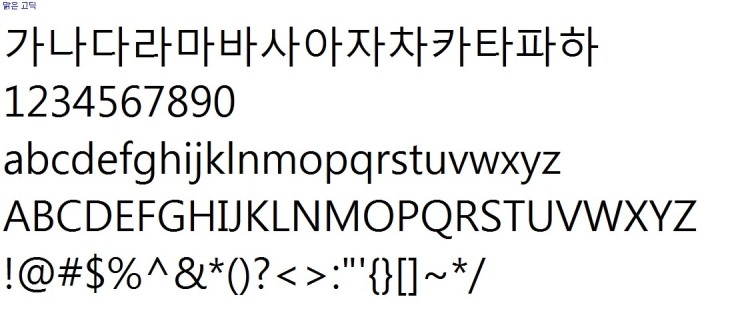 맑은 고딕
가나다라마바사아자차카타파하
1234567890
abcdefghijklnmopqrstuvwxyz
ABCDEFGHIJKLNMOPQRSTUVWXYZ
!@#$%^&*()?<>:"'{}[]~*/